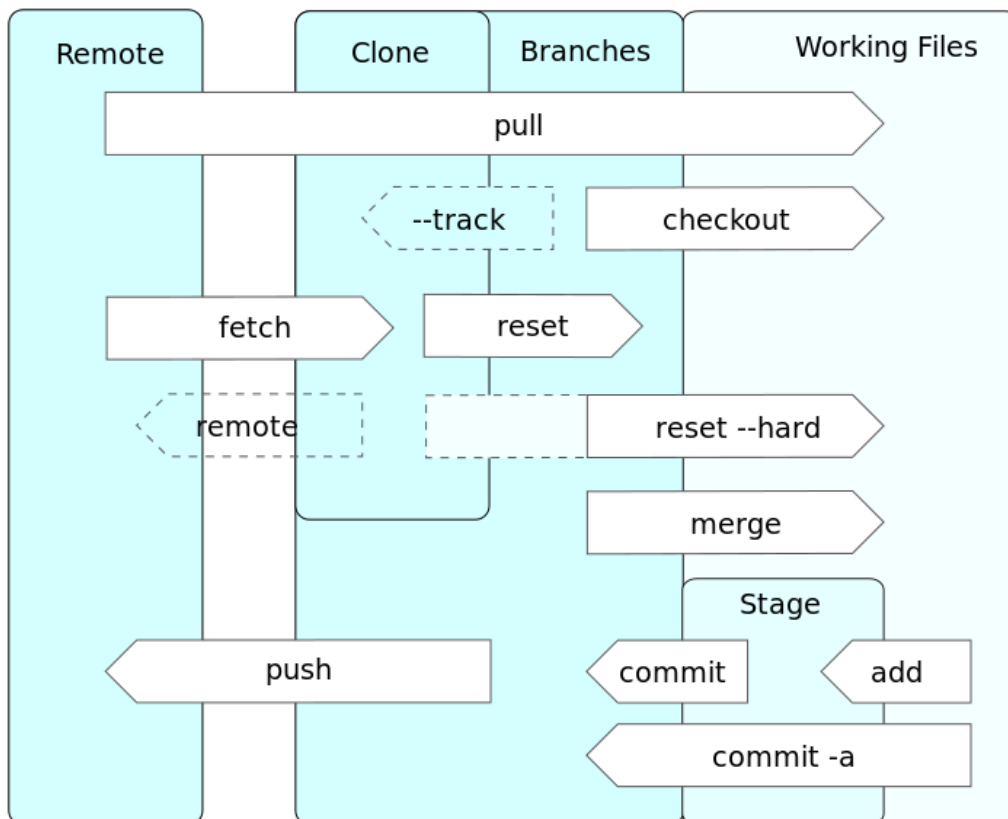 Remote
Clone
Branches
Working Files
pull
--track
checkout
fetch
reset
remote
reset --hard
merge
Stage
push
commit
add
commit -a